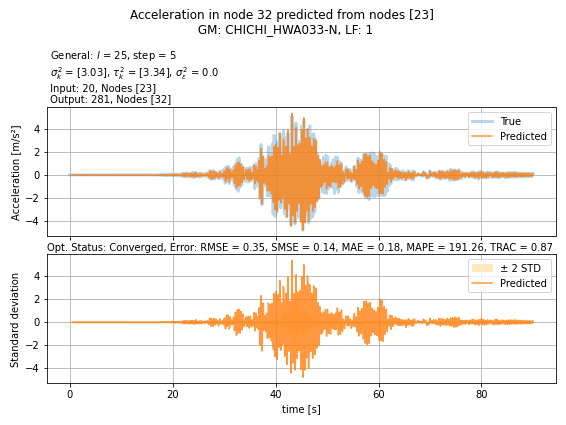 Acceleration in node 32 predicted from nodes [23]
GM: CHICHI_HWA033-N, LF: 1
General: l = 25, step = 5
σ²ₖ = [3.03], τ²ₖ = [3.34], σ²ε = 0.0
Input: 20, Nodes [23]
Output: 281, Nodes [32]
Acceleration [m/s²]
4
2
0
−2
−4
True
Predicted
Opt. Status: Converged, Error: RMSE = 0.35, SMSE = 0.14, MAE = 0.18, MAPE = 191.26, TRAC = 0.87
Standard deviation
4
2
0
−2
−4
± 2 STD
Predicted
0 20 40 60 80
time [s]